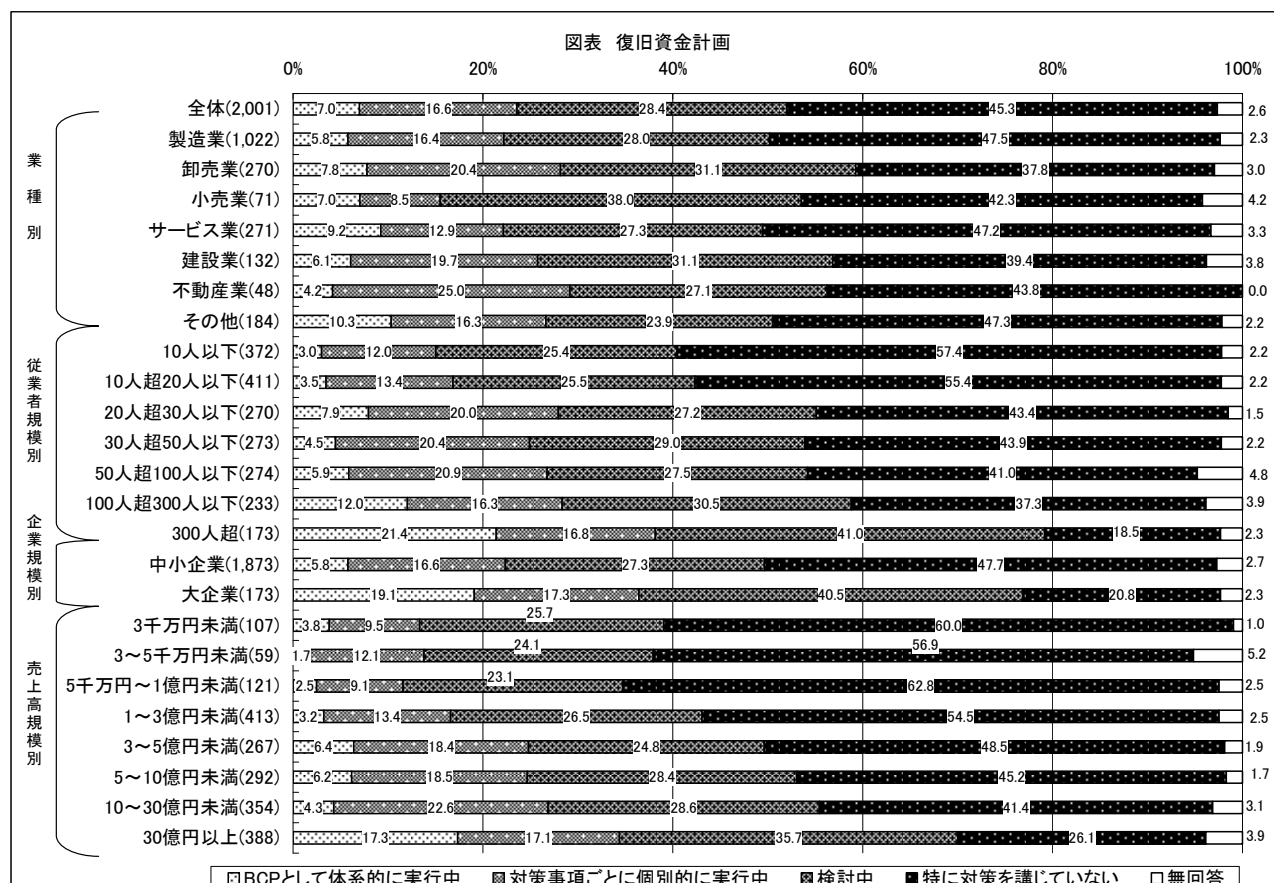 図表 復旧資金計画
0% 20% 40% 60% 80% 100%
業種別
全体(2,001) 7.0 16.6 28.4 45.3 2.6
製造業(1,022) 5.8 16.4 28.0 47.5 2.3
卸売業(270) 7.8 20.4 31.1 37.8 3.0
小売業(71) 7.0 8.5 38.0 42.3 4.2
サービス業(271) 9.2 12.9 27.3 47.2 3.3
建設業(132) 6.1 19.7 31.1 39.4 3.8
不動産業(48) 4.2 25.0 27.1 43.8 0.0
その他(184) 10.3 16.3 23.9 47.3 2.2
従業者規模別
10人以下(372) 3.0 12.0 25.4 57.4 2.2
10人超20人以下(411) 3.5 13.4 25.5 55.4 2.2
20人超30人以下(270) 7.9 20.0 27.2 43.4 1.5
30人超50人以下(273) 4.5 20.4 29.0 43.9 2.2
50人超100人以下(274) 5.9 20.9 27.5 41.0 4.8
100人超300人以下(233) 12.0 16.3 30.5 37.3 3.9
300人超(173) 21.4 16.8 41.0 18.5 2.3
企業規模別
中小企業(1,873) 5.8 16.6 27.3 47.7 2.7
大企業(173) 19.1 17.3 40.5 20.8 2.3
売上高規模別
3千万円未満(107) 3.8 9.5 25.7 60.0 1.0
3～5千万円未満(59) 1.7 12.1 24.1 56.9 5.2
5千万円～1億円未満(121) 2.5 9.1 23.1 62.8 2.5
1～3億円未満(413) 3.2 13.4 26.5 54.5 2.5
3～5億円未満(267) 6.4 18.4 24.8 48.5 1.9
5～10億円未満(292) 6.2 18.5 28.4 45.2 1.7
10～30億円未満(354) 4.3 22.6 28.6 41.4 3.1
30億円以上(388) 17.3 17.1 35.7 26.1 3.9
BCPとして体系的に実行中 対策事項ごとに個別的に実行中 検討中 特に対策を講じていない 無回答